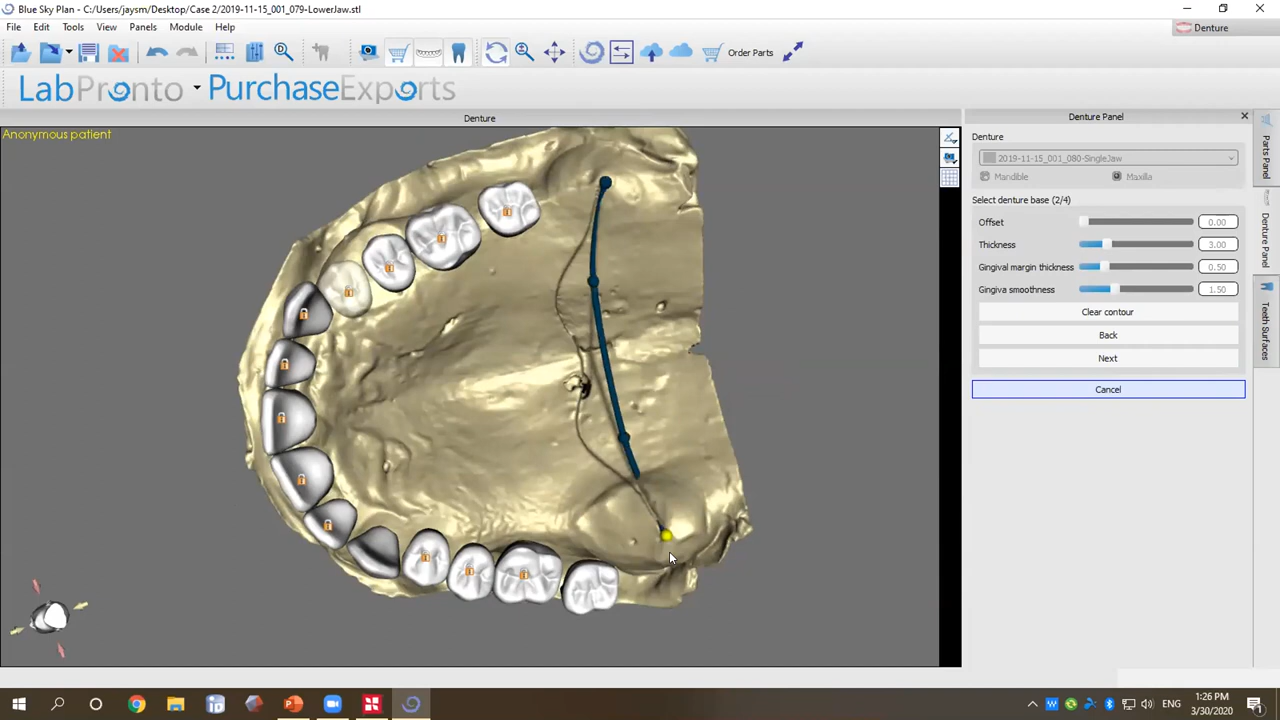 Blue Sky Plan - C:/Users/jaysm/Desktop/Case 2/2019-11-15_001_079-LowerJaw.stl
File Edit Tools View Panels Module Help
Denture
Order Parts
LabPronto PurchaseExports
Denture
Anonymous patient
Denture Panel
Denture
2019-11-15_001_080-SingleJaw
Mandible Maxilla
Select denture base (2/4)
Offset 0.00
Thickness 3.00
Gingival margin thickness 0.50
Gingiva smoothness 1.50
Clear contour
Back
Next
Cancel
Parts Panel
Denture Panel
Teeth Surfaces
ENG
1:26 PM
3/30/2020